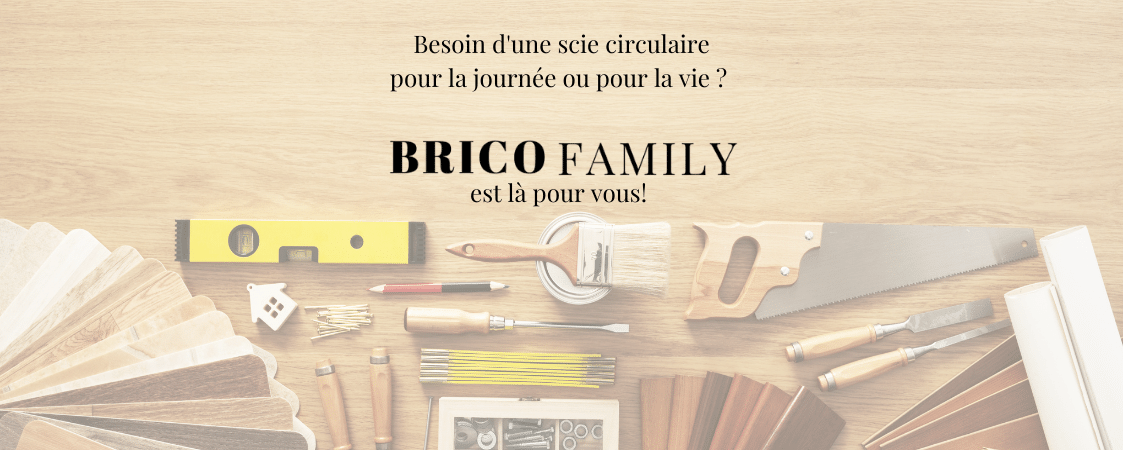 Besoin d'une scie circulaire
pour la journée ou pour la vie ?
BRICO FAMILY
est là pour vous!